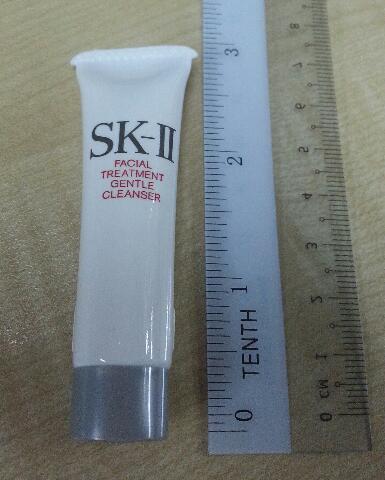 SK-II
FACIAL
TREATMENT
GENTLE
CLEANSER
3
2
1
TENTH
0
8
7
6
5
4
3
2
1
CM
0